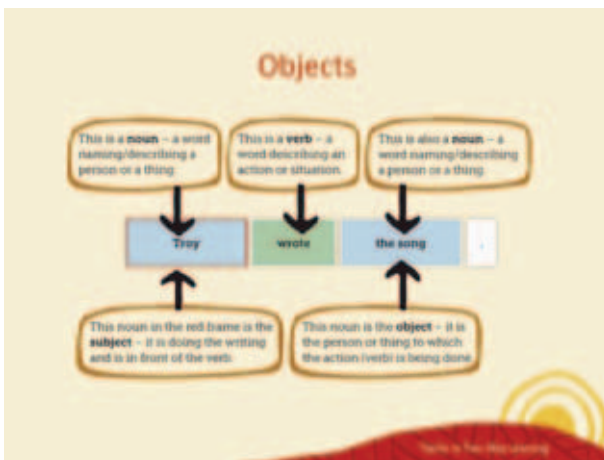 Objects
This is a noun – a word
naming/describing a
person or a thing.
This is a verb – a
word describing an
action or situation.
This is also a noun – a
word naming/describing
a person or a thing.
Troy wrote the song .
This noun in the red frame is the
subject – it is doing the writing
and is in front of the verb.
This noun is the object – it is
the person or thing to which
the action (verb) is being done.